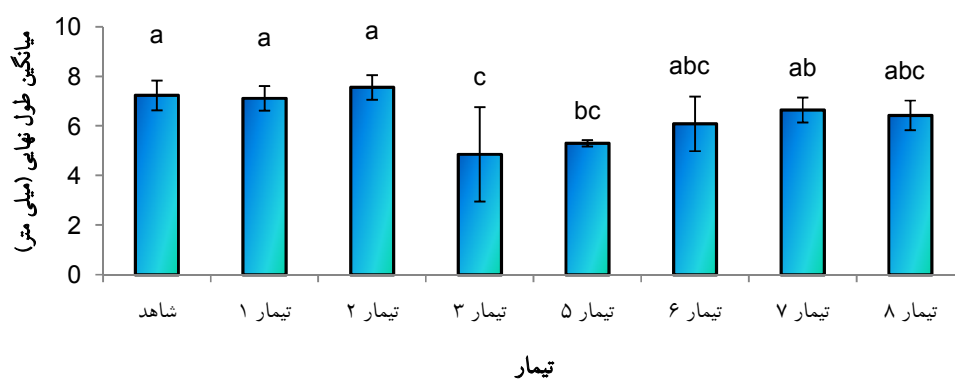 میانگین طول نهایی (میلی متر)
10
8
6
4
2
0
a
a
a
c
bc
abc
ab
abc
شاهد
تیمار ۱
تیمار ۲
تیمار ۳
تیمار ۵
تیمار ۶
تیمار ۷
تیمار ۸
تیمار